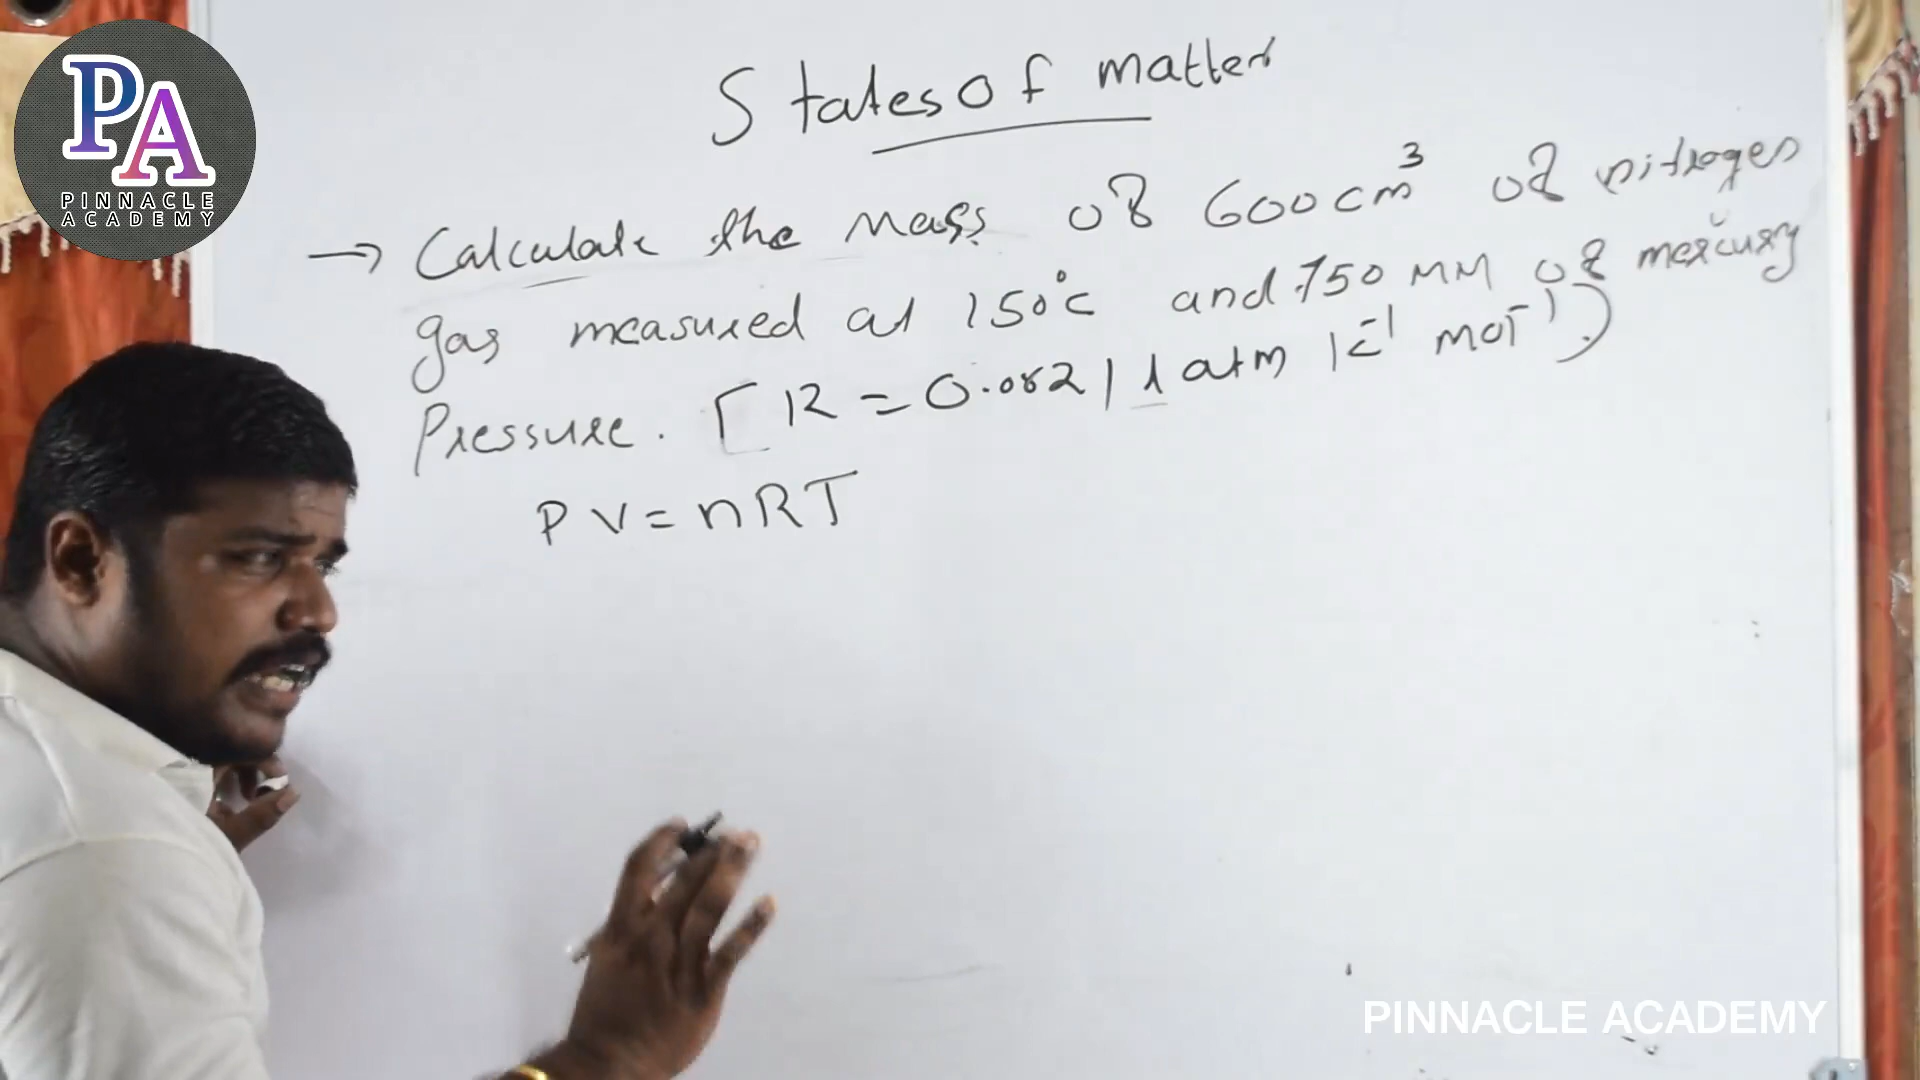 PA
PINNACLE
ACADEMY
States of matter
→ Calculate the mass of 600 cm³ of nitrogen
gas measured at 150°C and 750 MM of mercury
Pressure. [R = 0.0821 l atm K⁻¹ mol⁻¹)
PV = nRT
PINNACLE ACADEMY